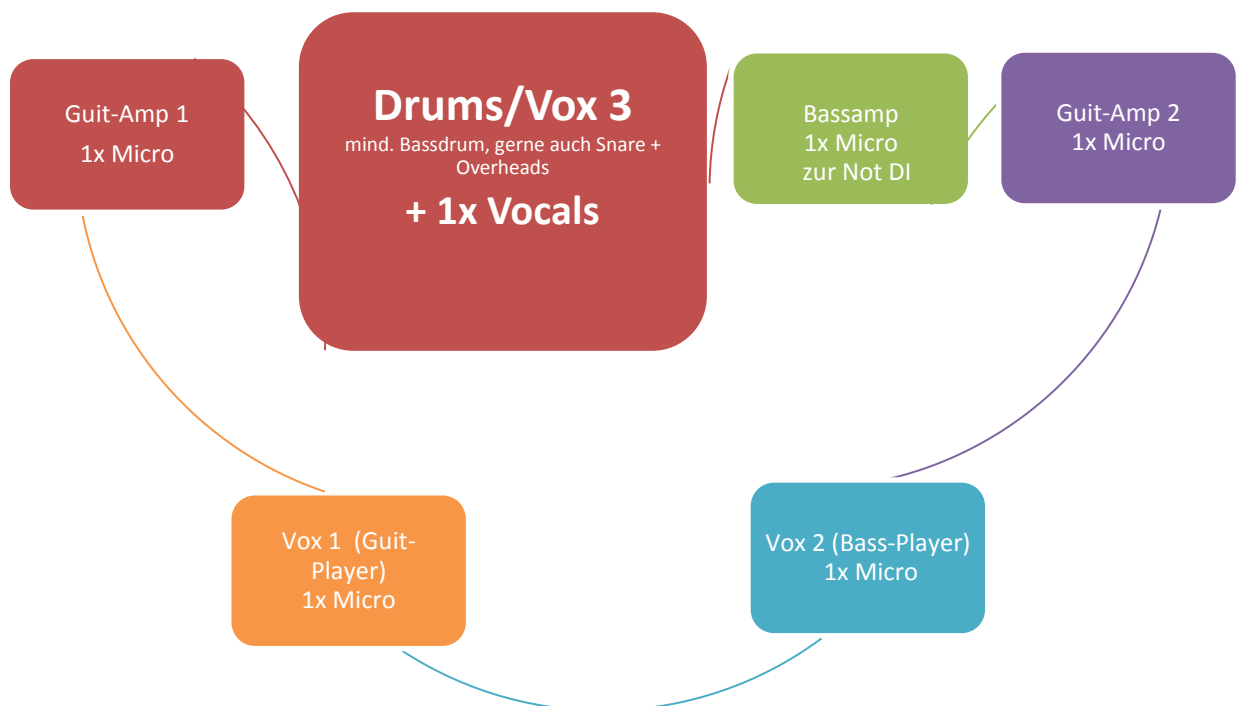 Guit-Amp 1
1x Micro
Drums/Vox 3
mind. Bassdrum, gerne auch Snare +
Overheads
+ 1x Vocals
Bassamp
1x Micro
zur Not DI
Guit-Amp 2
1x Micro
Vox 1 (Guit-
Player)
1x Micro
Vox 2 (Bass-Player)
1x Micro